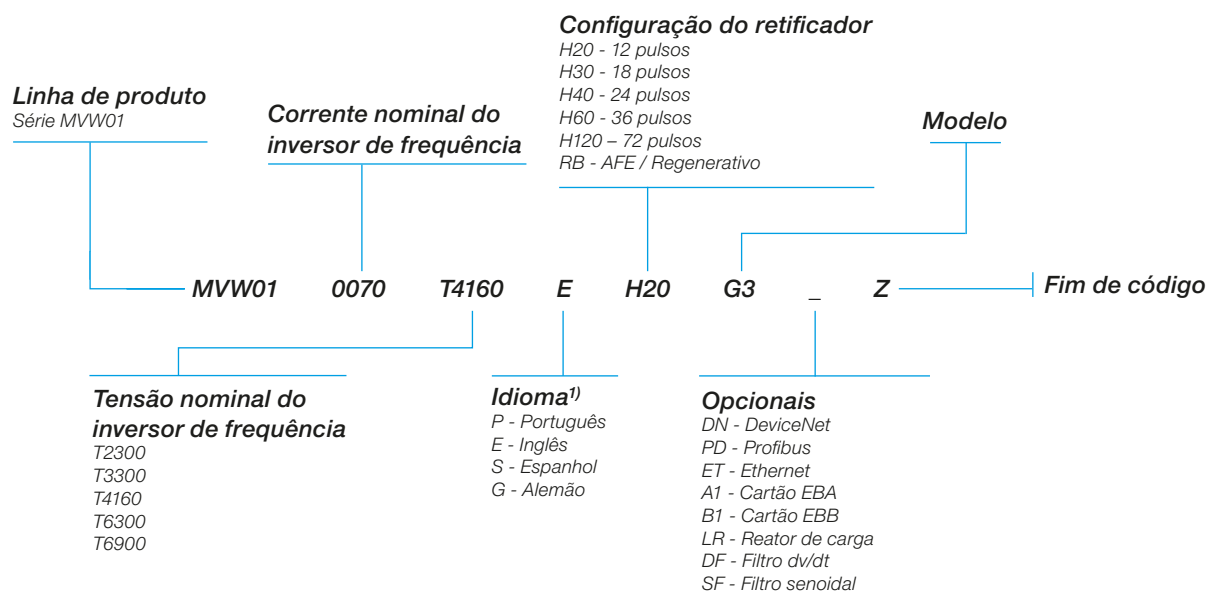 Configuração do retificador
H20 - 12 pulsos
H30 - 18 pulsos
H40 - 24 pulsos
H60 - 36 pulsos
H120 – 72 pulsos
RB - AFE / Regenerativo
Linha de produto
Série MVW01
Corrente nominal do
inversor de frequência
Modelo
MVW01 0070 T4160 E H20 G3 _ Z Fim de código
Tensão nominal do
inversor de frequência
T2300
T3300
T4160
T6300
T6900
Idioma¹⁾
P - Português
E - Inglês
S - Espanhol
G - Alemão
Opcionais
DN - DeviceNet
PD - Profibus
ET - Ethernet
A1 - Cartão EBA
B1 - Cartão EBB
LR - Reator de carga
DF - Filtro dv/dt
SF - Filtro senoidal